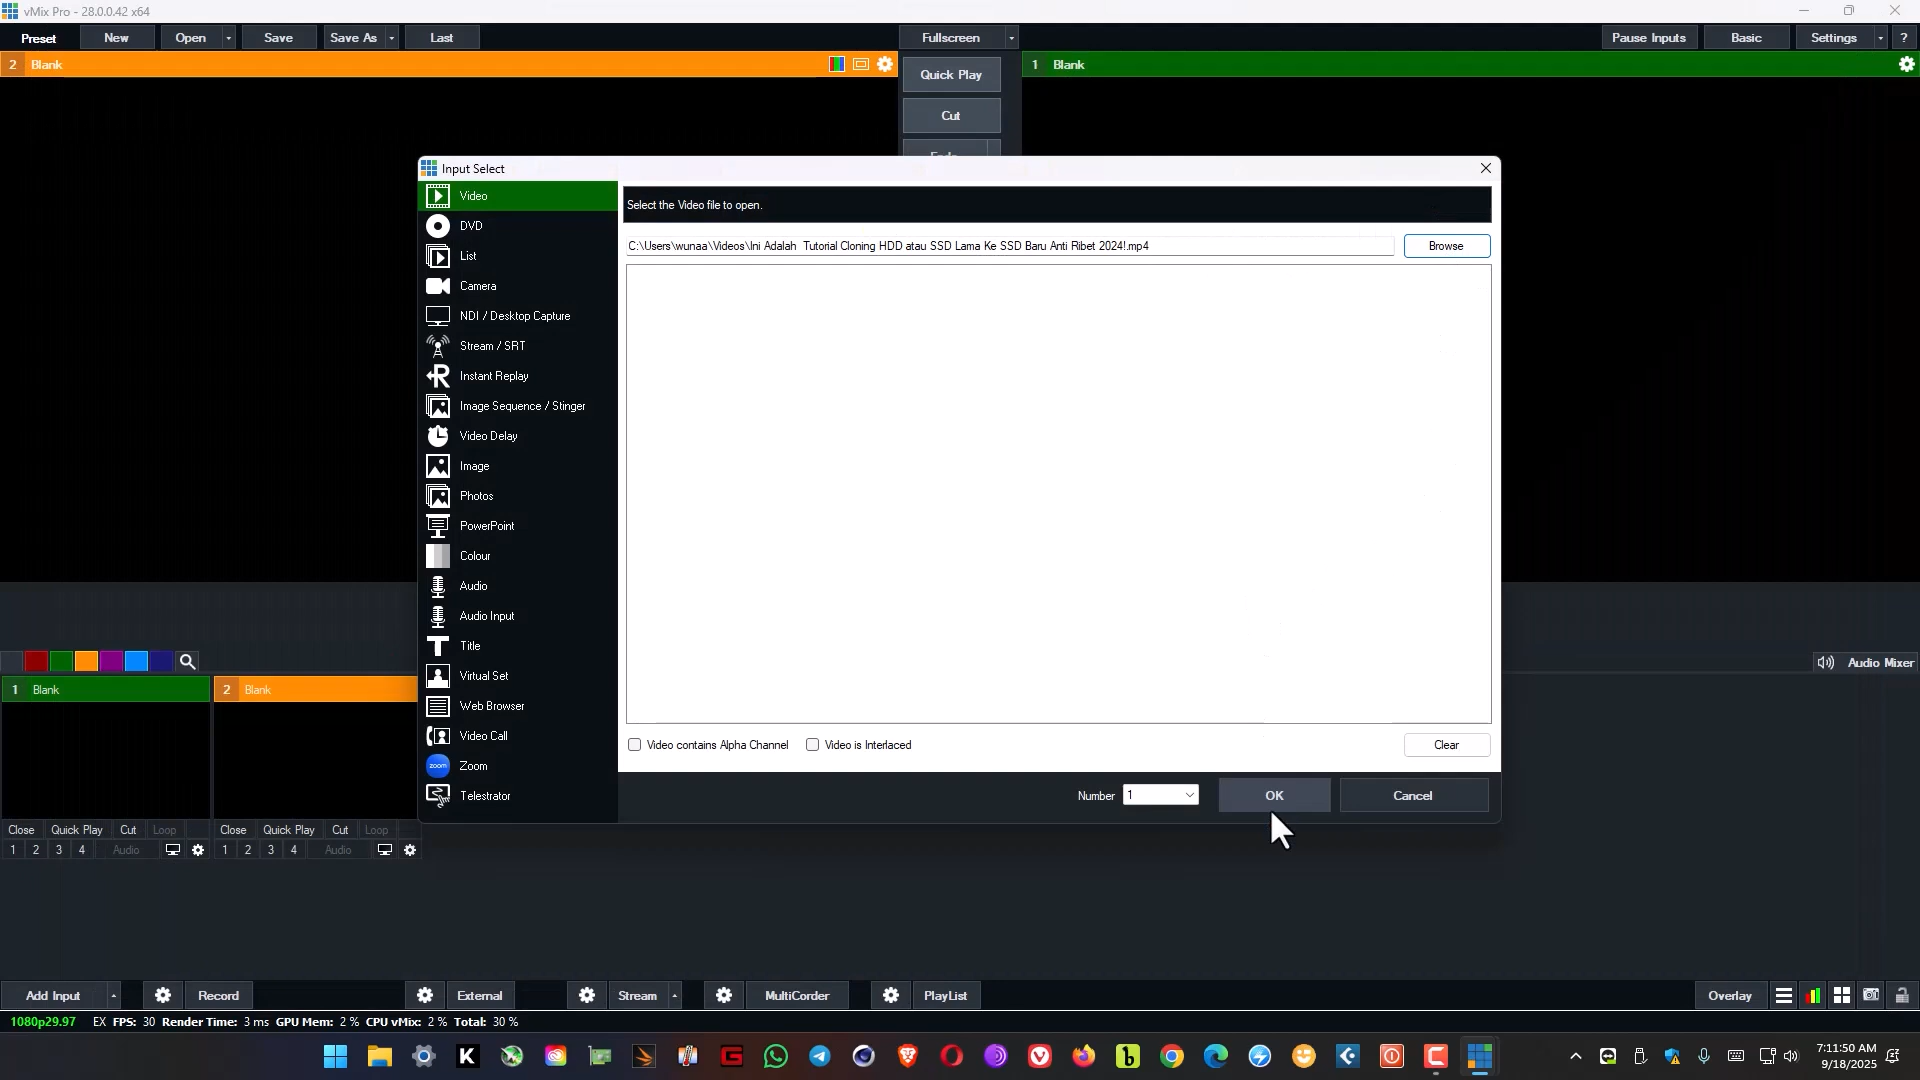 vMix Pro - 28.0.0.42 x64
Preset New Open Save Save As Last Fullscreen Pause Inputs Basic Settings ?
2 Blank
Quick Play
1 Blank
Cut
Input Select
Video
DVD
List
Camera
NDI / Desktop Capture
Stream / SRT
Instant Replay
Image Sequence / Stinger
Video Delay
Image
Photos
PowerPoint
Colour
Audio
Audio Input
Title
Virtual Set
Web Browser
Video Call
zoom Zoom
Telestrator
Select the Video file to open.
C:\Users\wunaa\Videos\Ini Adalah  Tutorial Cloning HDD atau SSD Lama Ke SSD Baru Anti Ribet 2024!.mp4 Browse
Video contains Alpha Channel Video is Interlaced Clear
Number 1 OK Cancel
Audio Mixer
1 Blank 2 Blank
Close Quick Play Cut Loop Close Quick Play Cut Loop
1 2 3 4 Audio 1 2 3 4 Audio
Add Input Record External Stream MultiCorder PlayList Overlay
1080p29.97 EX FPS: 30 Render Time: 3 ms GPU Mem: 2 % CPU vMix: 2 % Total: 30 %
7:11:50 AM
9/18/2025